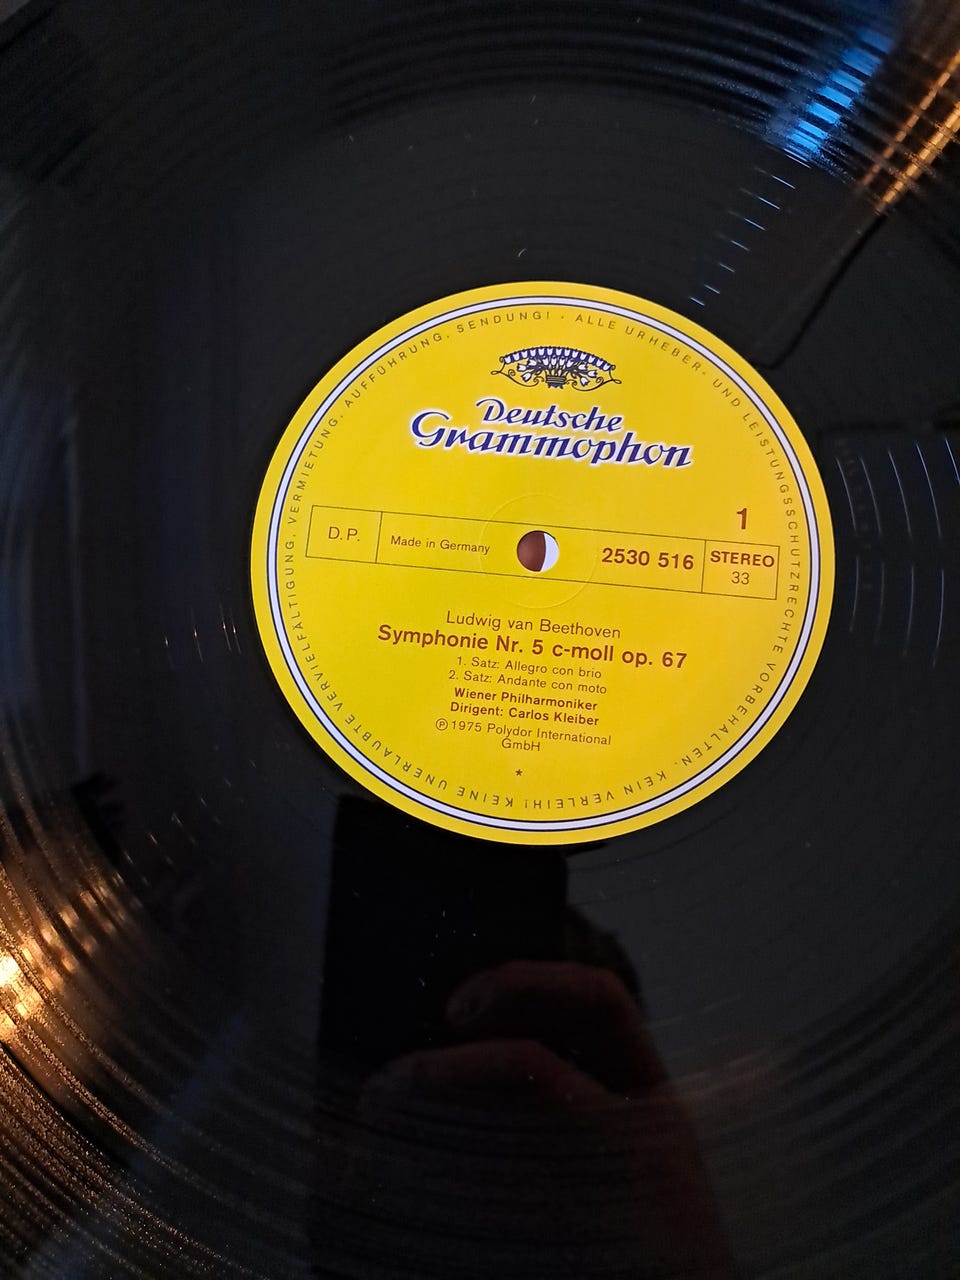 KEINE UNERLAUBTE VERVIELFÄLTIGUNG, VERMIETUNG, AUFFÜHRUNG, SENDUNG! · ALLE URHEBER- UND LEISTUNGSSCHUTZRECHTE VORBEHALTEN. KEIN VERLEIH!
Deutsche
Grammophon
1
D.P.
Made in Germany
2530 516
STEREO
33
Ludwig van Beethoven
Symphonie Nr. 5 c-moll op. 67
1. Satz: Allegro con brio
2. Satz: Andante con moto
Wiener Philharmoniker
Dirigent: Carlos Kleiber
Ⓟ 1975 Polydor International
GmbH
*